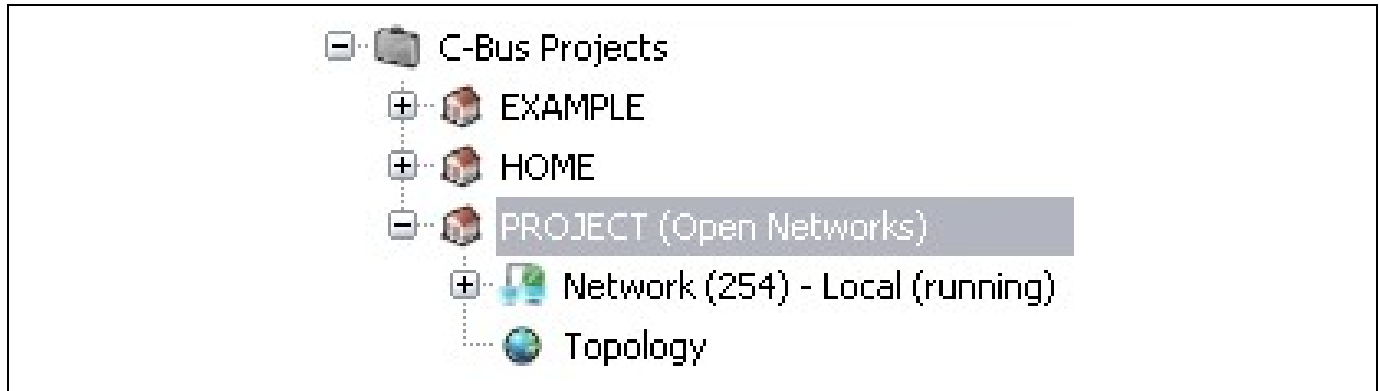 C-Bus Projects
EXAMPLE
HOME
PROJECT (Open Networks)
Network (254) - Local (running)
Topology